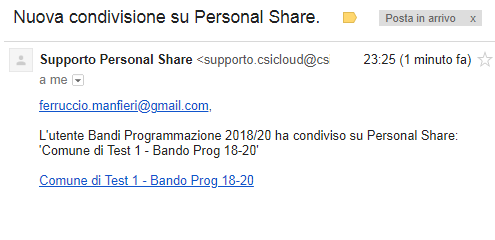 Nuova condivisione su Personal Share.
Posta in arrivo x
Supporto Personal Share <supporto.csicloud@cs
23:25 (1 minuto fa)
a me
ferruccio.manfieri@gmail.com,
L'utente Bandi Programmazione 2018/20 ha condiviso su Personal Share:
'Comune di Test 1 - Bando Prog 18-20'
Comune di Test 1 - Bando Prog 18-20